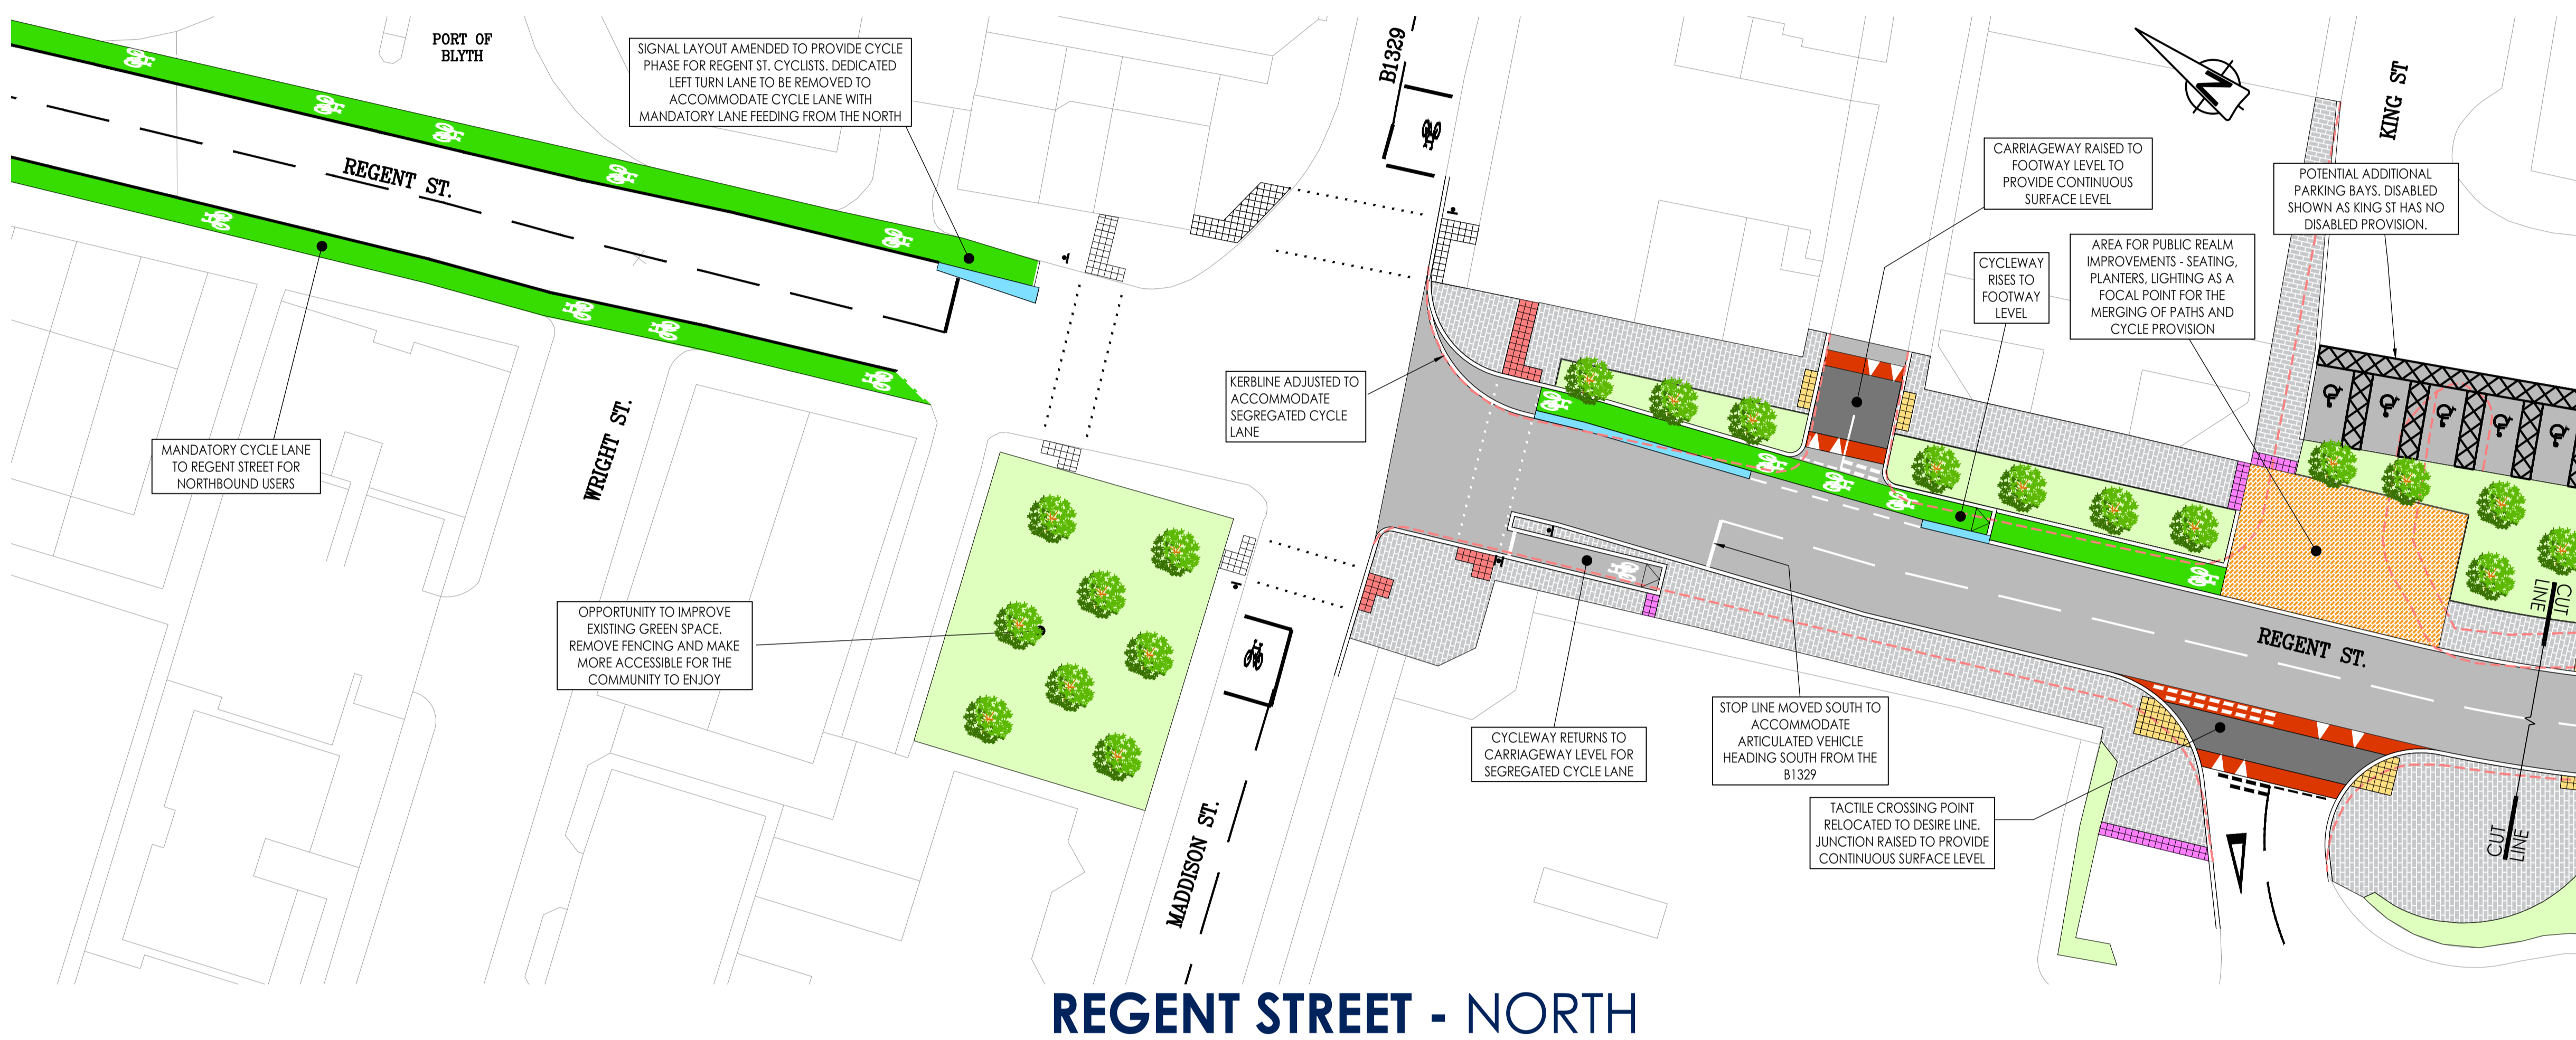 PORT OF
BLYTH
SIGNAL LAYOUT AMENDED TO PROVIDE CYCLE
PHASE FOR REGENT ST. CYCLISTS. DEDICATED
LEFT TURN LANE TO BE REMOVED TO
ACCOMMODATE CYCLE LANE WITH
MANDATORY LANE FEEDING FROM THE NORTH
B1329
N
KING ST
CARRIAGEWAY RAISED TO
FOOTWAY LEVEL TO
PROVIDE CONTINUOUS
SURFACE LEVEL
POTENTIAL ADDITIONAL
PARKING BAYS. DISABLED
SHOWN AS KING ST HAS NO
DISABLED PROVISION.
REGENT ST.
AREA FOR PUBLIC REALM
IMPROVEMENTS - SEATING,
PLANTERS, LIGHTING AS A
FOCAL POINT FOR THE
MERGING OF PATHS AND
CYCLE PROVISION
CYCLEWAY
RISES TO
FOOTWAY
LEVEL
KERBLINE ADJUSTED TO
ACCOMMODATE
SEGREGATED CYCLE
LANE
MANDATORY CYCLE LANE
TO REGENT STREET FOR
NORTHBOUND USERS
WRIGHT ST.
OPPORTUNITY TO IMPROVE
EXISTING GREEN SPACE.
REMOVE FENCING AND MAKE
MORE ACCESSIBLE FOR THE
COMMUNITY TO ENJOY
CUT
LINE
REGENT ST.
CYCLEWAY RETURNS TO
CARRIAGEWAY LEVEL FOR
SEGREGATED CYCLE LANE
STOP LINE MOVED SOUTH TO
ACCOMMODATE
ARTICULATED VEHICLE
HEADING SOUTH FROM THE
B1329
MADDISON ST.
TACTILE CROSSING POINT
RELOCATED TO DESIRE LINE.
JUNCTION RAISED TO PROVIDE
CONTINUOUS SURFACE LEVEL
CUT
LINE
REGENT STREET - NORTH